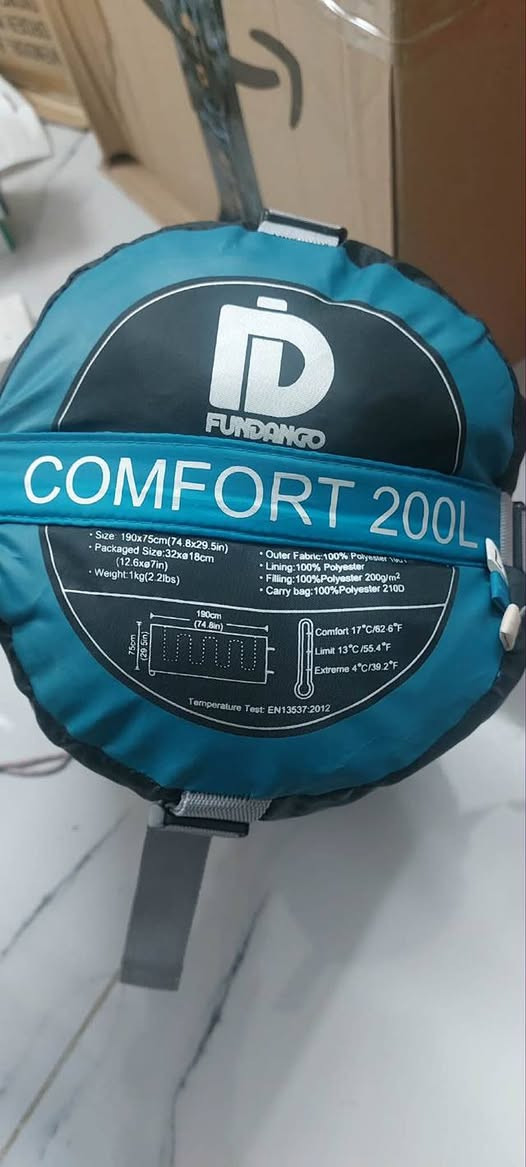 FUNDANGO
COMFORT 200L
· Size: 190x75cm(74.8x29.5in)
· Packaged Size:32xø18cm
(12.6xø7in)
· Weight:1kg(2.2lbs)
· Outer Fabric:100% Polyester
· Lining:100% Polyester
· Filling:100%Polyester 200g/m2
· Carry bag:100%Polyester 210D
190cm
(74.8in)
75cm
(29.5in)
Comfort 17°C/62·6°F
Limit 13°C/55.4°F
Extreme 4°C/39.2°F
Temperature Test: EN13537:2012